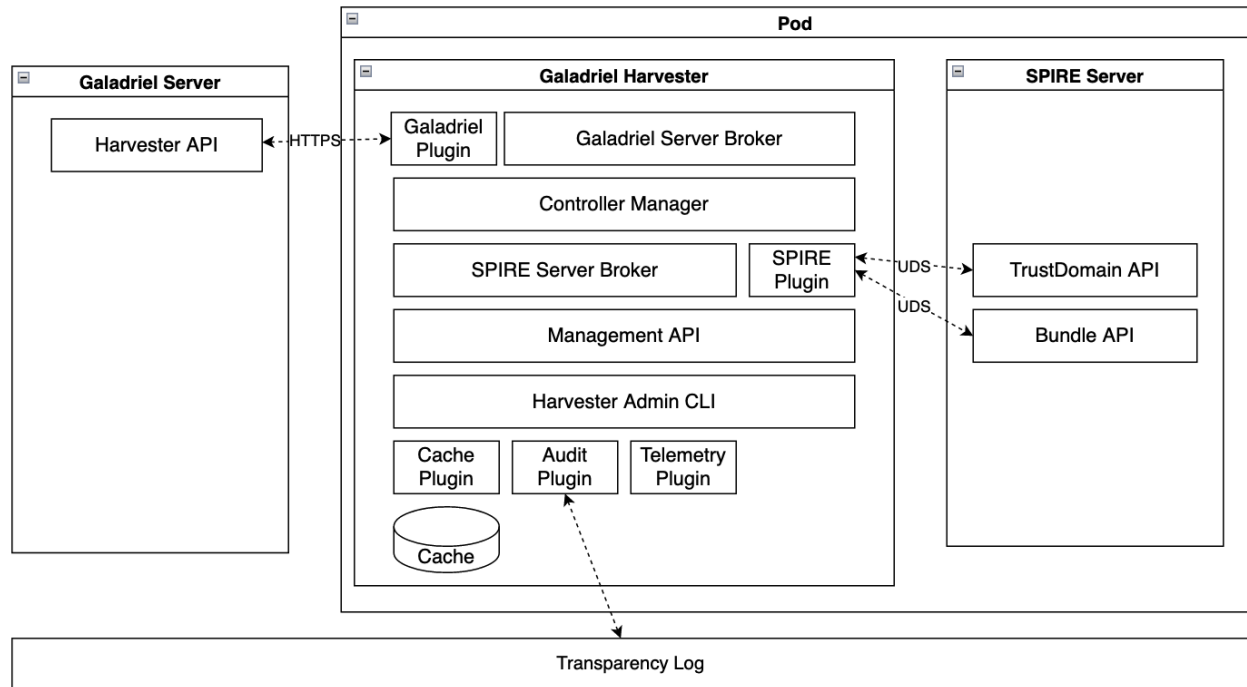 Pod
Galadriel Server
Galadriel Harvester
SPIRE Server
Harvester API
HTTPS
Galadriel
Plugin
Galadriel Server Broker
Controller Manager
SPIRE Server Broker
SPIRE
Plugin
UDS
TrustDomain API
UDS
Management API
Bundle API
Harvester Admin CLI
Cache
Plugin
Audit
Plugin
Telemetry
Plugin
Cache
Transparency Log